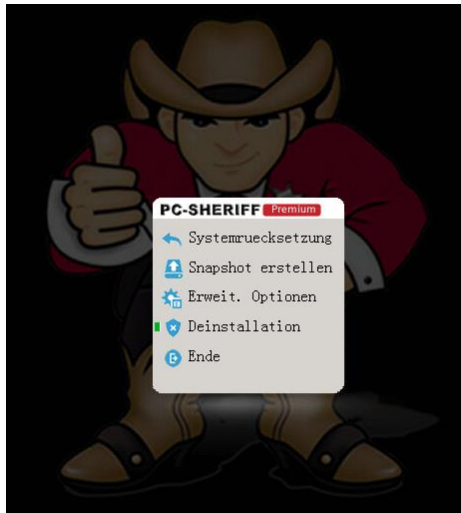 PC-SHERIFF Premium
Systemruecksetzung
Snapshot erstellen
Erweit. Optionen
Deinstallation
Ende